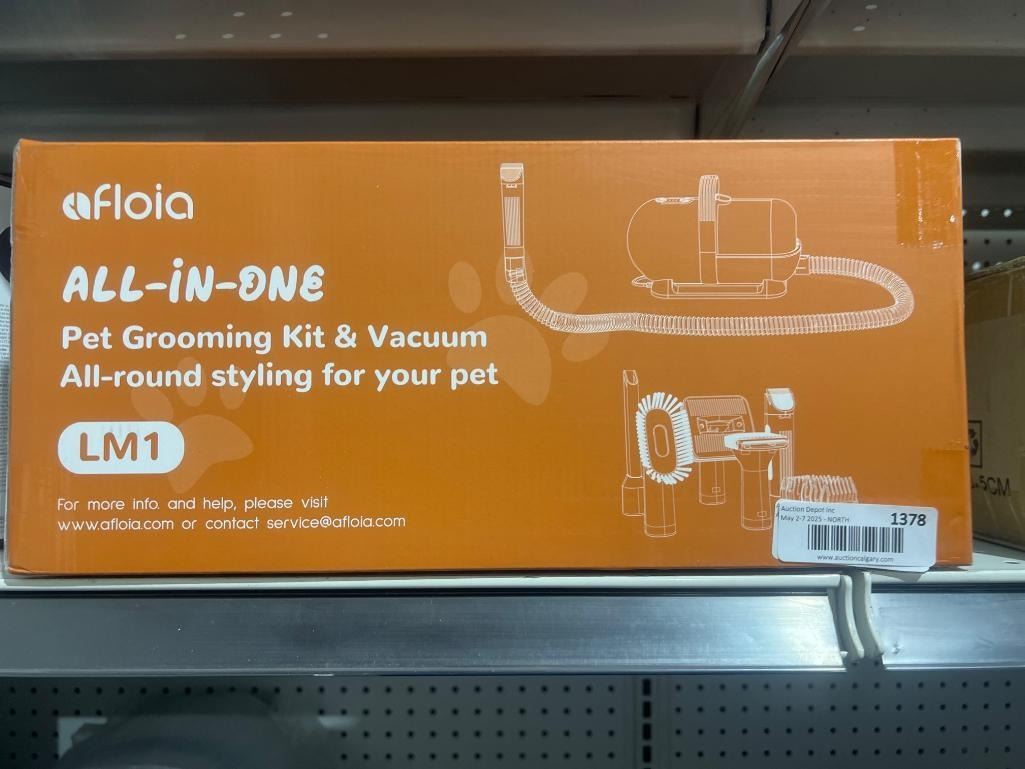 afloia
ALL-iN-ONE
Pet Grooming Kit & Vacuum
All-round styling for your pet
LM1
For more info. and help, please visit
www.afloia.com or contact service@afloia.com
Auction Depot Inc
May 2-7 2025 - NORTH
1378
www.auctioncalgary.com
5CM